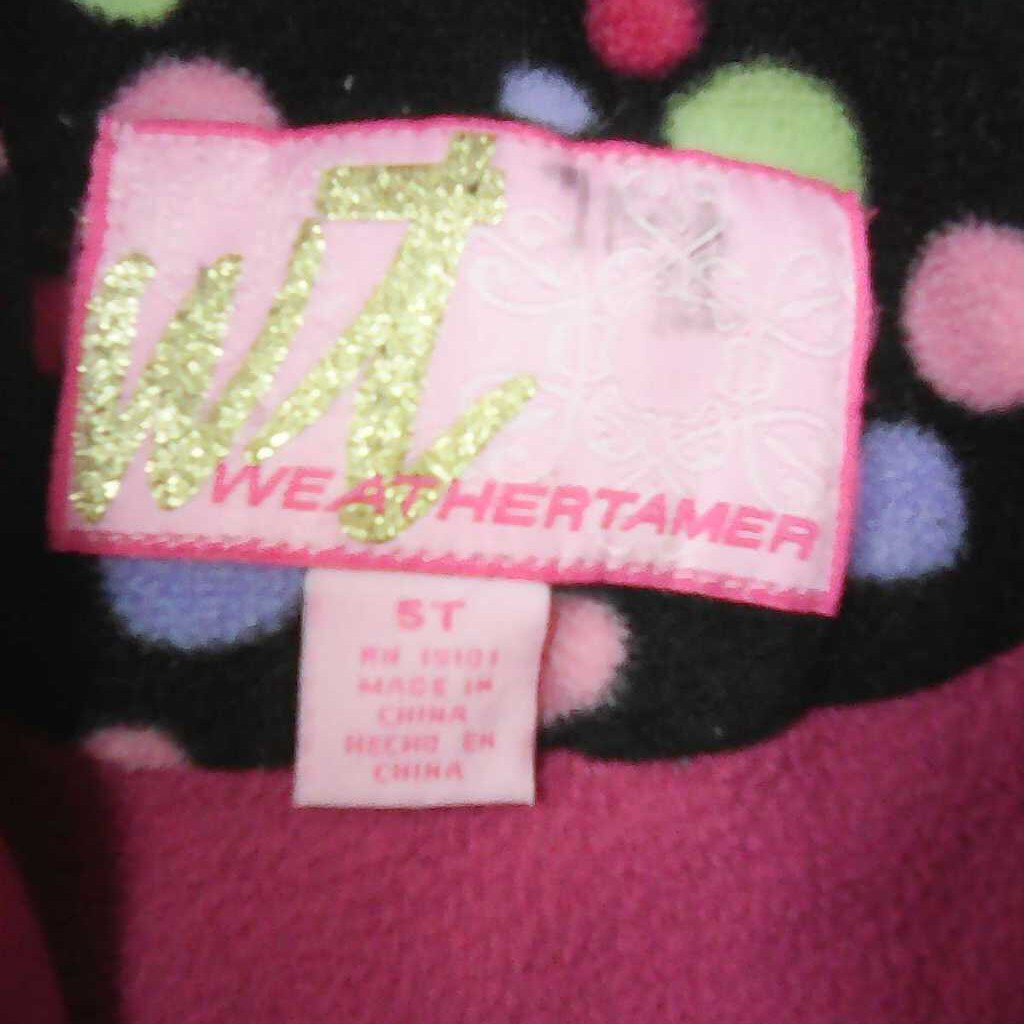 wt
WEATHERTAMER
5T
RN
MADE IN
CHINA
HECHO EN
CHINA